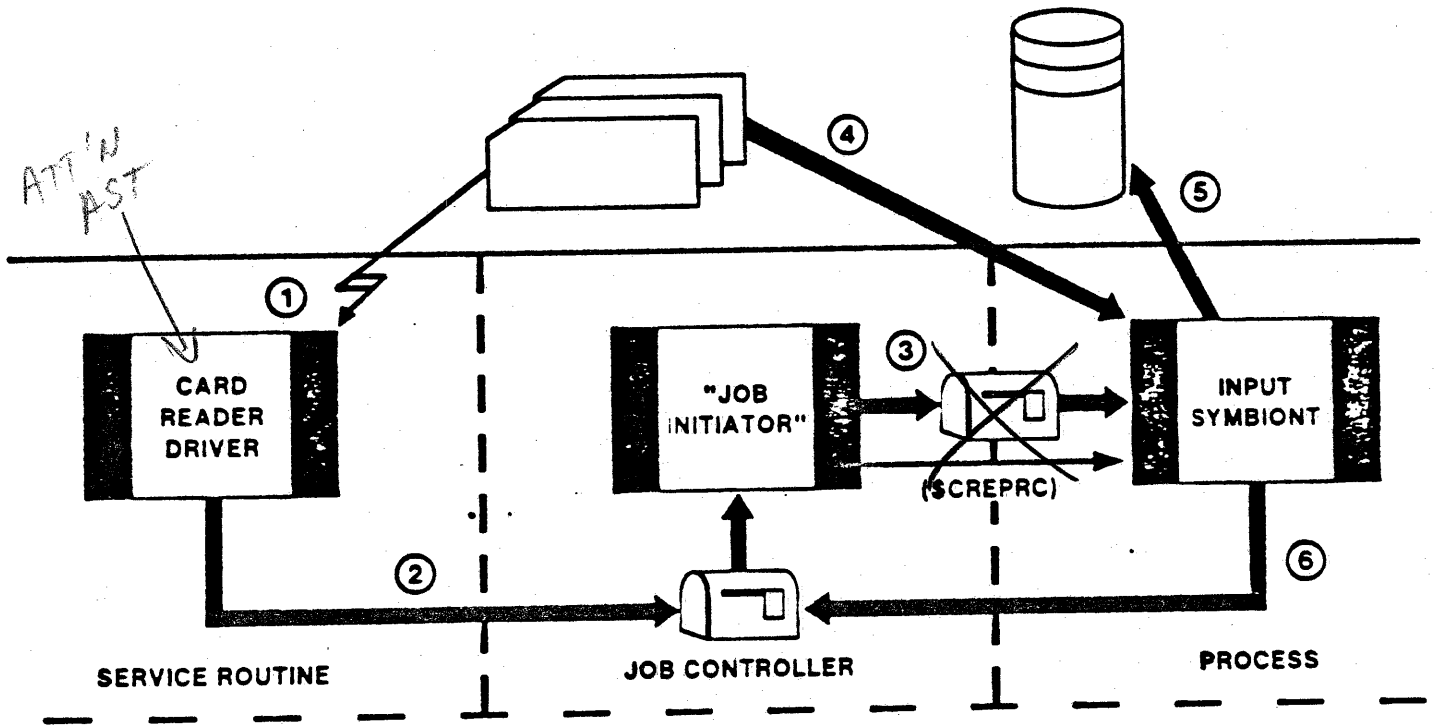 ATT'N
AST
④
⑤
①
③
CARD
READER
DRIVER
"JOB
INITIATOR"
INPUT
SYMBIONT
($CREPRC)
②
⑥
SERVICE ROUTINE
JOB CONTROLLER
PROCESS